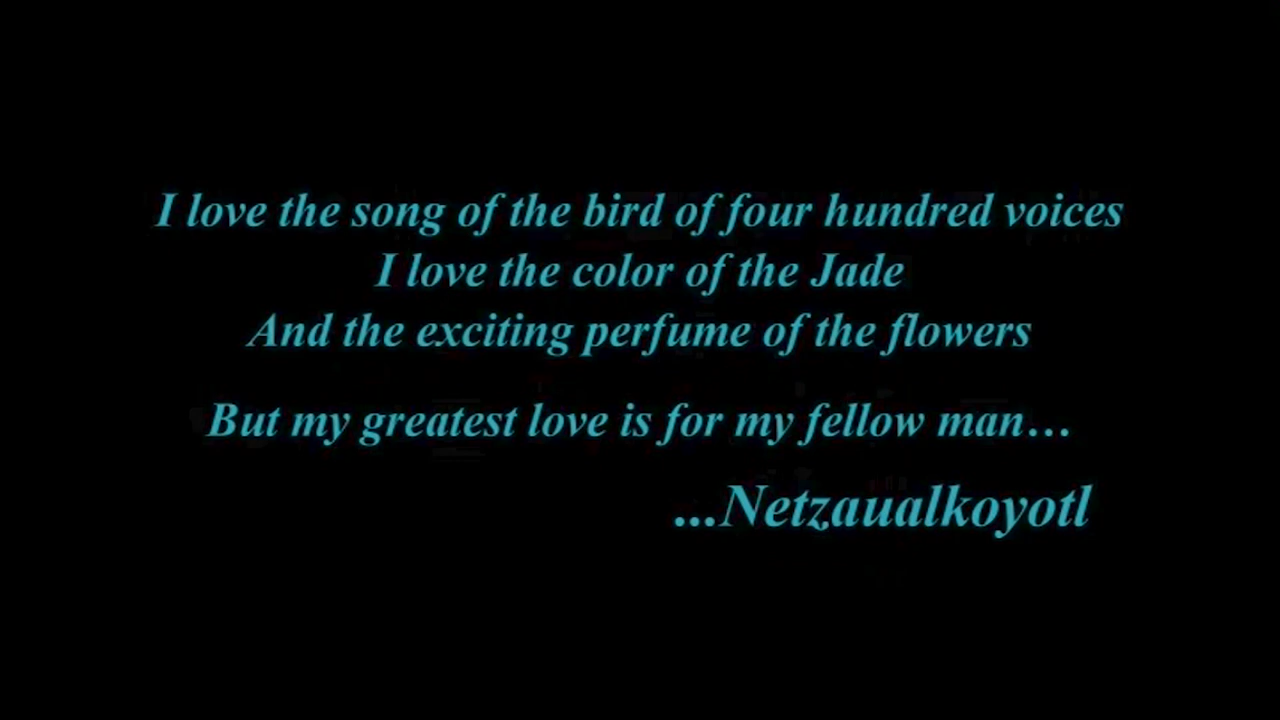 I love the song of the bird of four hundred voices
I love the color of the Jade
And the exciting perfume of the flowers
But my greatest love is for my fellow man…
...Netzaualkoyotl